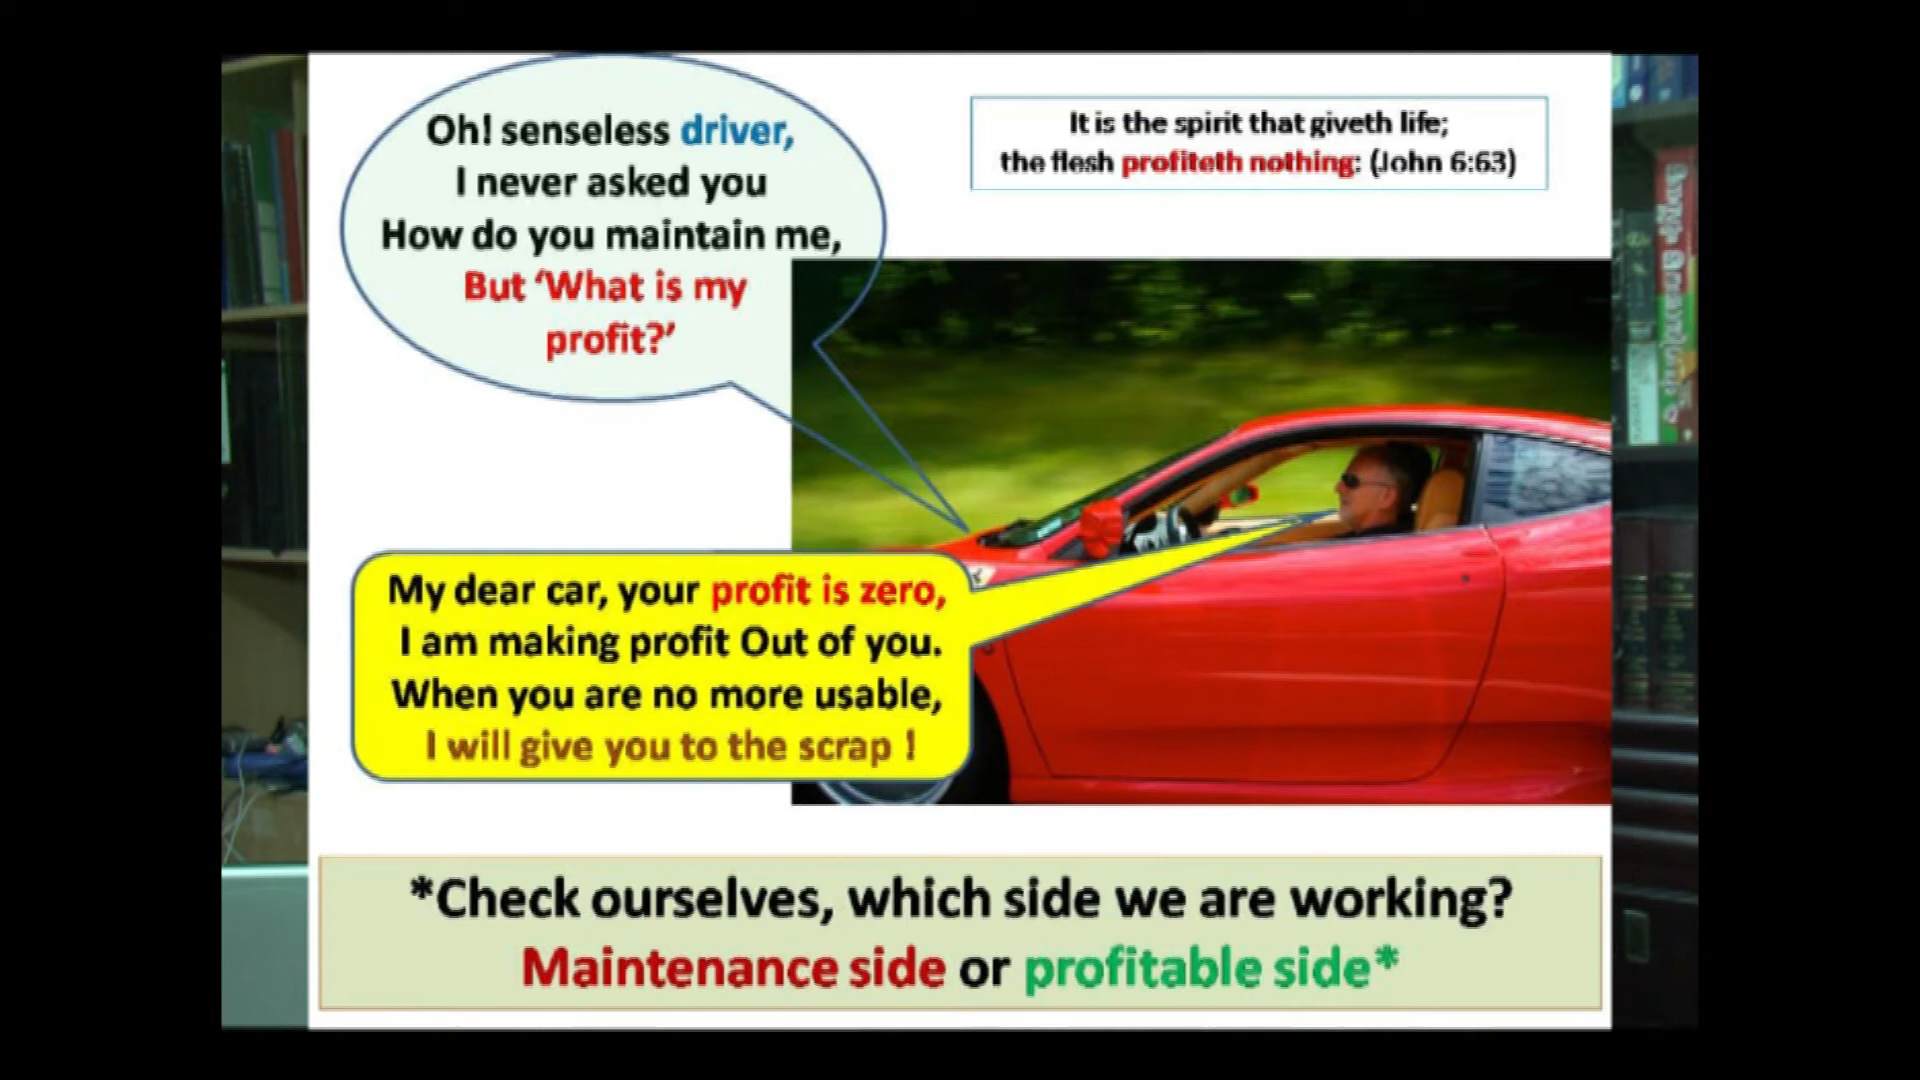 Oh! senseless driver,
I never asked you
How do you maintain me,
But ‘What is my
profit?’
It is the spirit that giveth life;
the flesh profiteth nothing: (John 6:63)
My dear car, your profit is zero,
I am making profit Out of you.
When you are no more usable,
I will give you to the scrap !
*Check ourselves, which side we are working?
Maintenance side or profitable side*